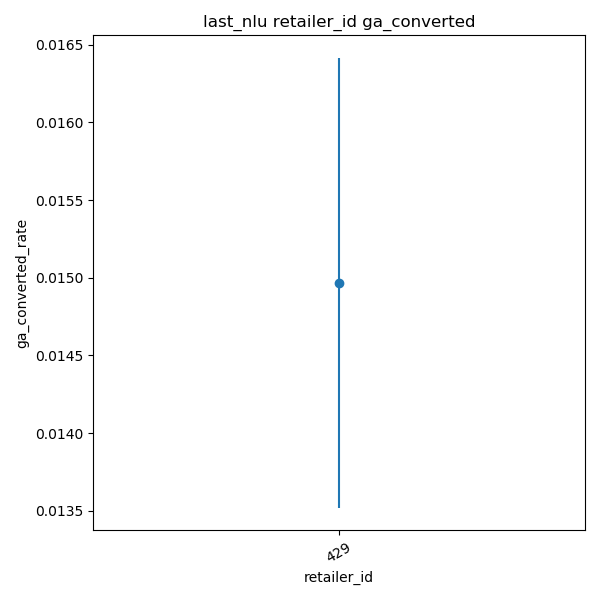 last_nlu retailer_id ga_converted
0.0165
0.0160
0.0155
0.0150
0.0145
0.0140
0.0135
ga_converted_rate
429
retailer_id